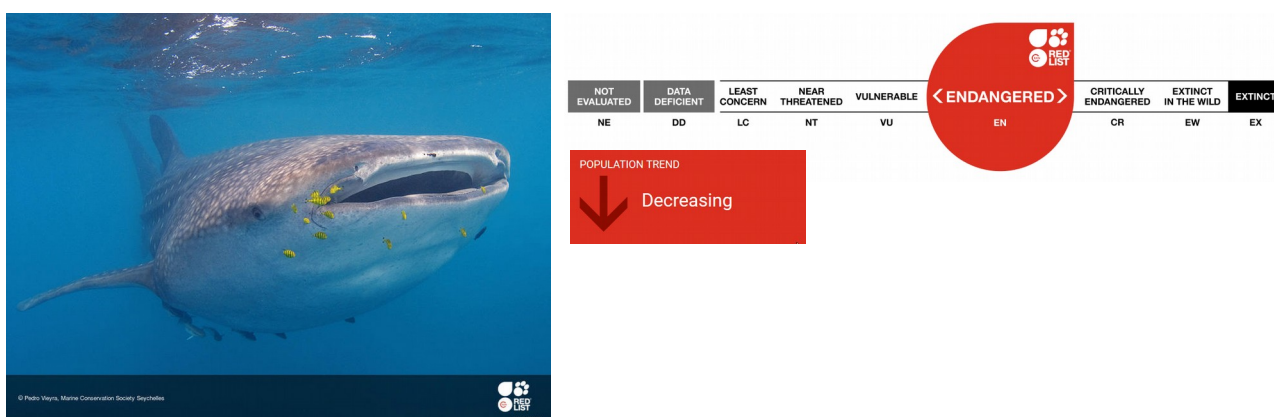 © Pedro Vieyra, Marine Conservation Society Seychelles
RED
LIST
RED
LIST
NOT
EVALUATED
NE
DATA
DEFICIENT
DD
LEAST
CONCERN
LC
NEAR
THREATENED
NT
VULNERABLE
VU
<ENDANGERED>
EN
CRITICALLY
ENDANGERED
CR
EXTINCT
IN THE WILD
EW
EXTINCT
EX
POPULATION TREND
Decreasing